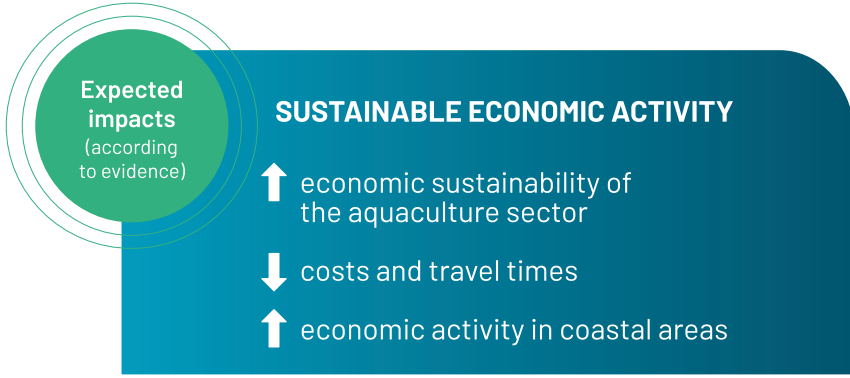 Expected
impacts
(according
to evidence)
SUSTAINABLE ECONOMIC ACTIVITY
economic sustainability of
the aquaculture sector
costs and travel times
economic activity in coastal areas